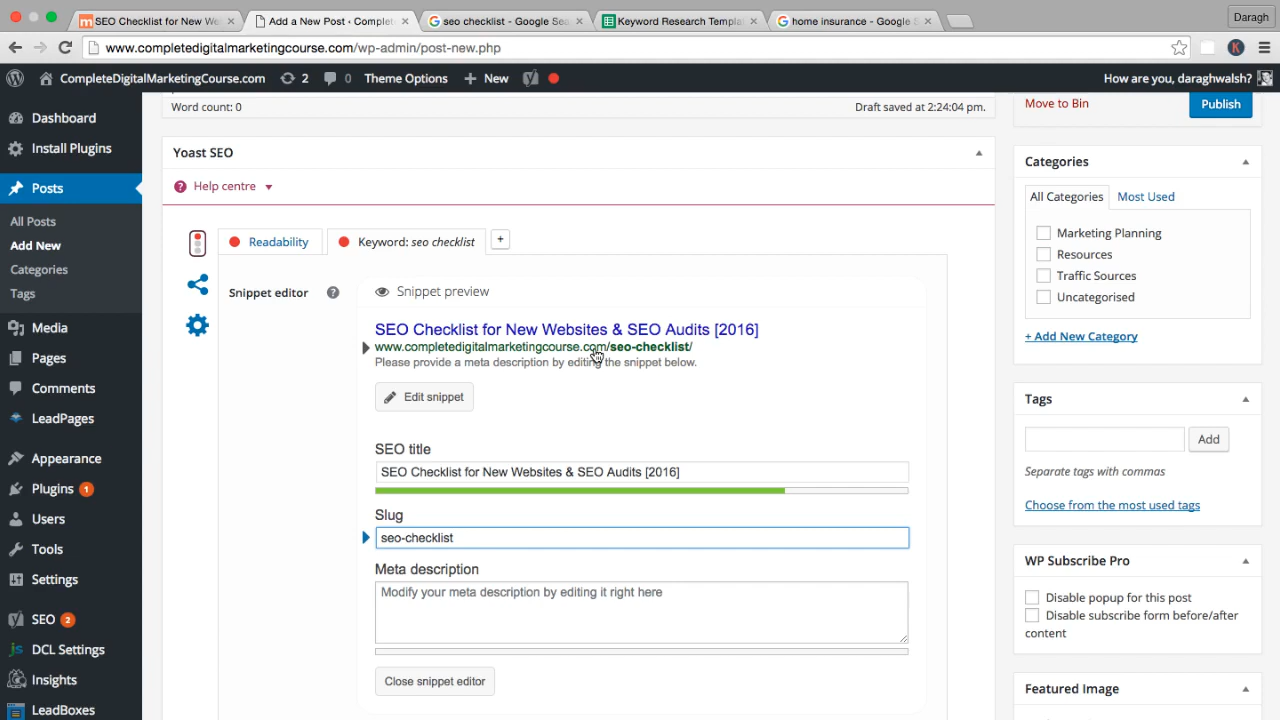 SEO Checklist for New We
Add a New Post ‹ Complet
seo checklist - Google Sea
Keyword Research Templa
home insurance - Google S
Daragh
www.completedigitalmarketingcourse.com/wp-admin/post-new.php
CompleteDigitalMarketingCourse.com
2
0
Theme Options
New
How are you, daraghwalsh?
Dashboard
Install Plugins
Posts
All Posts
Add New
Categories
Tags
Media
Pages
Comments
LeadPages
Appearance
Plugins 1
Users
Tools
Settings
SEO 2
DCL Settings
Insights
LeadBoxes
Word count: 0
Draft saved at 2:24:04 pm.
Yoast SEO
Help centre
Readability
Keyword: seo checklist
+
Snippet editor
Snippet preview
SEO Checklist for New Websites & SEO Audits [2016]
www.completedigitalmarketingcourse.com/seo-checklist/
Please provide a meta description by editing the snippet below.
Edit snippet
SEO title
SEO Checklist for New Websites & SEO Audits [2016]
Slug
seo-checklist
Meta description
Modify your meta description by editing it right here
Close snippet editor
Move to Bin
Publish
Categories
All Categories
Most Used
Marketing Planning
Resources
Traffic Sources
Uncategorised
+ Add New Category
Tags
Add
Separate tags with commas
Choose from the most used tags
WP Subscribe Pro
Disable popup for this post
Disable subscribe form before/after
content
Featured Image